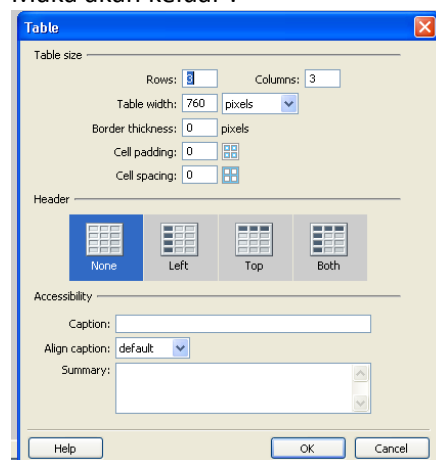 Maka akan keluar :
Table
Table size
Rows: 3 Columns: 3
Table width: 760 pixels
Border thickness: 0 pixels
Cell padding: 0
Cell spacing: 0
Header
None Left Top Both
Accessibility
Caption:
Align caption: default
Summary:
Help OK Cancel